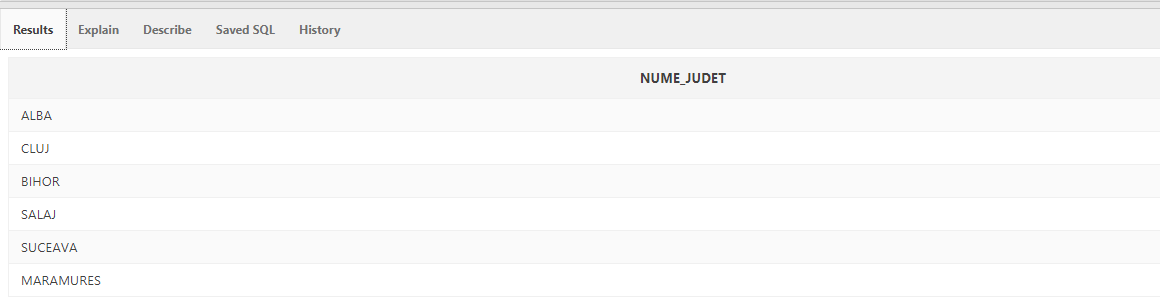 Results Explain Describe Saved SQL History
NUME_JUDET
ALBA
CLUJ
BIHOR
SALAJ
SUCEAVA
MARAMURES